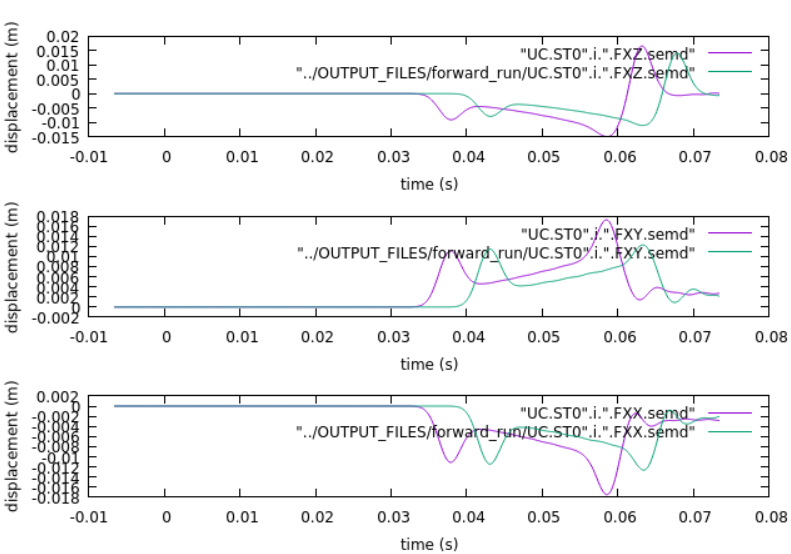 displacement (m)
0.02
0.015
0.01
0.005
0
-0.005
-0.01
-0.015
"UC.ST0".i.".FXZ.semd"
"../OUTPUT_FILES/forward_run/UC.ST0".i.".FXZ.semd"
-0.01 0 0.01 0.02 0.03 0.04 0.05 0.06 0.07 0.08
time (s)
displacement (m)
0.018
0.016
0.014
0.012
0.01
0.008
0.006
0.004
0.002
0
-0.002
"UC.ST0".i.".FXY.semd"
"../OUTPUT_FILES/forward_run/UC.ST0".i.".FXY.semd"
-0.01 0 0.01 0.02 0.03 0.04 0.05 0.06 0.07 0.08
time (s)
displacement (m)
0.002
0
-0.002
-0.004
-0.006
-0.008
-0.01
-0.012
-0.014
-0.016
-0.018
"UC.ST0".i.".FXX.semd"
"../OUTPUT_FILES/forward_run/UC.ST0".i.".FXX.semd"
-0.01 0 0.01 0.02 0.03 0.04 0.05 0.06 0.07 0.08
time (s)